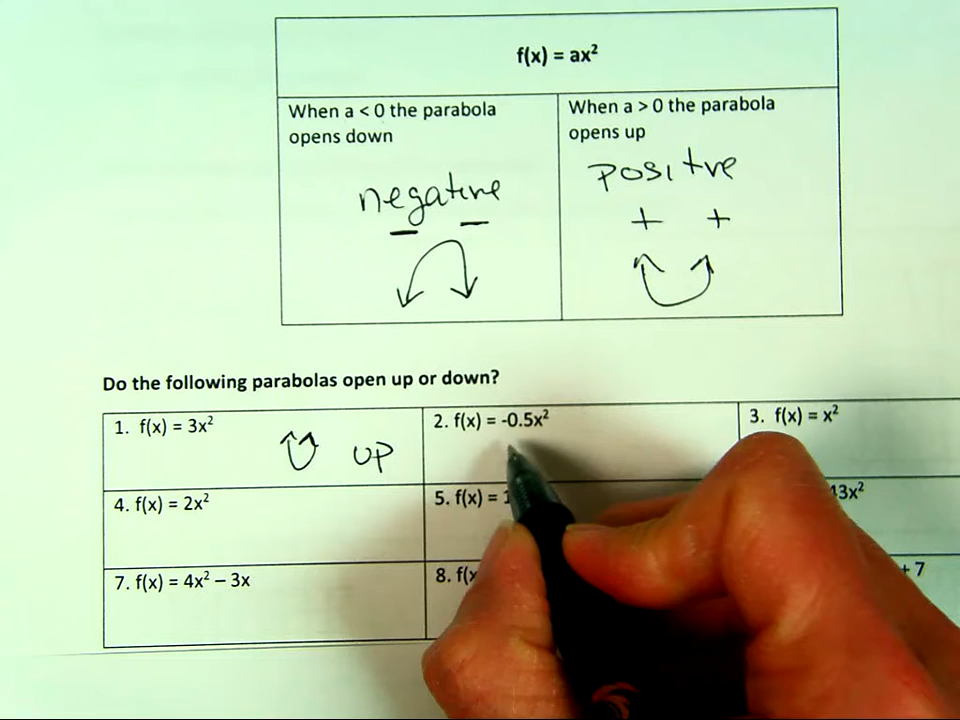 f(x) = ax²
When a < 0 the parabola
opens down
negative
When a > 0 the parabola
opens up
positive
+ +
Do the following parabolas open up or down?
1. f(x) = 3x²
UP
2. f(x) = -0.5x²
3. f(x) = x²
4. f(x) = 2x²
5. f(x) =
13x²
7. f(x) = 4x² – 3x
8. f(x
+ 7